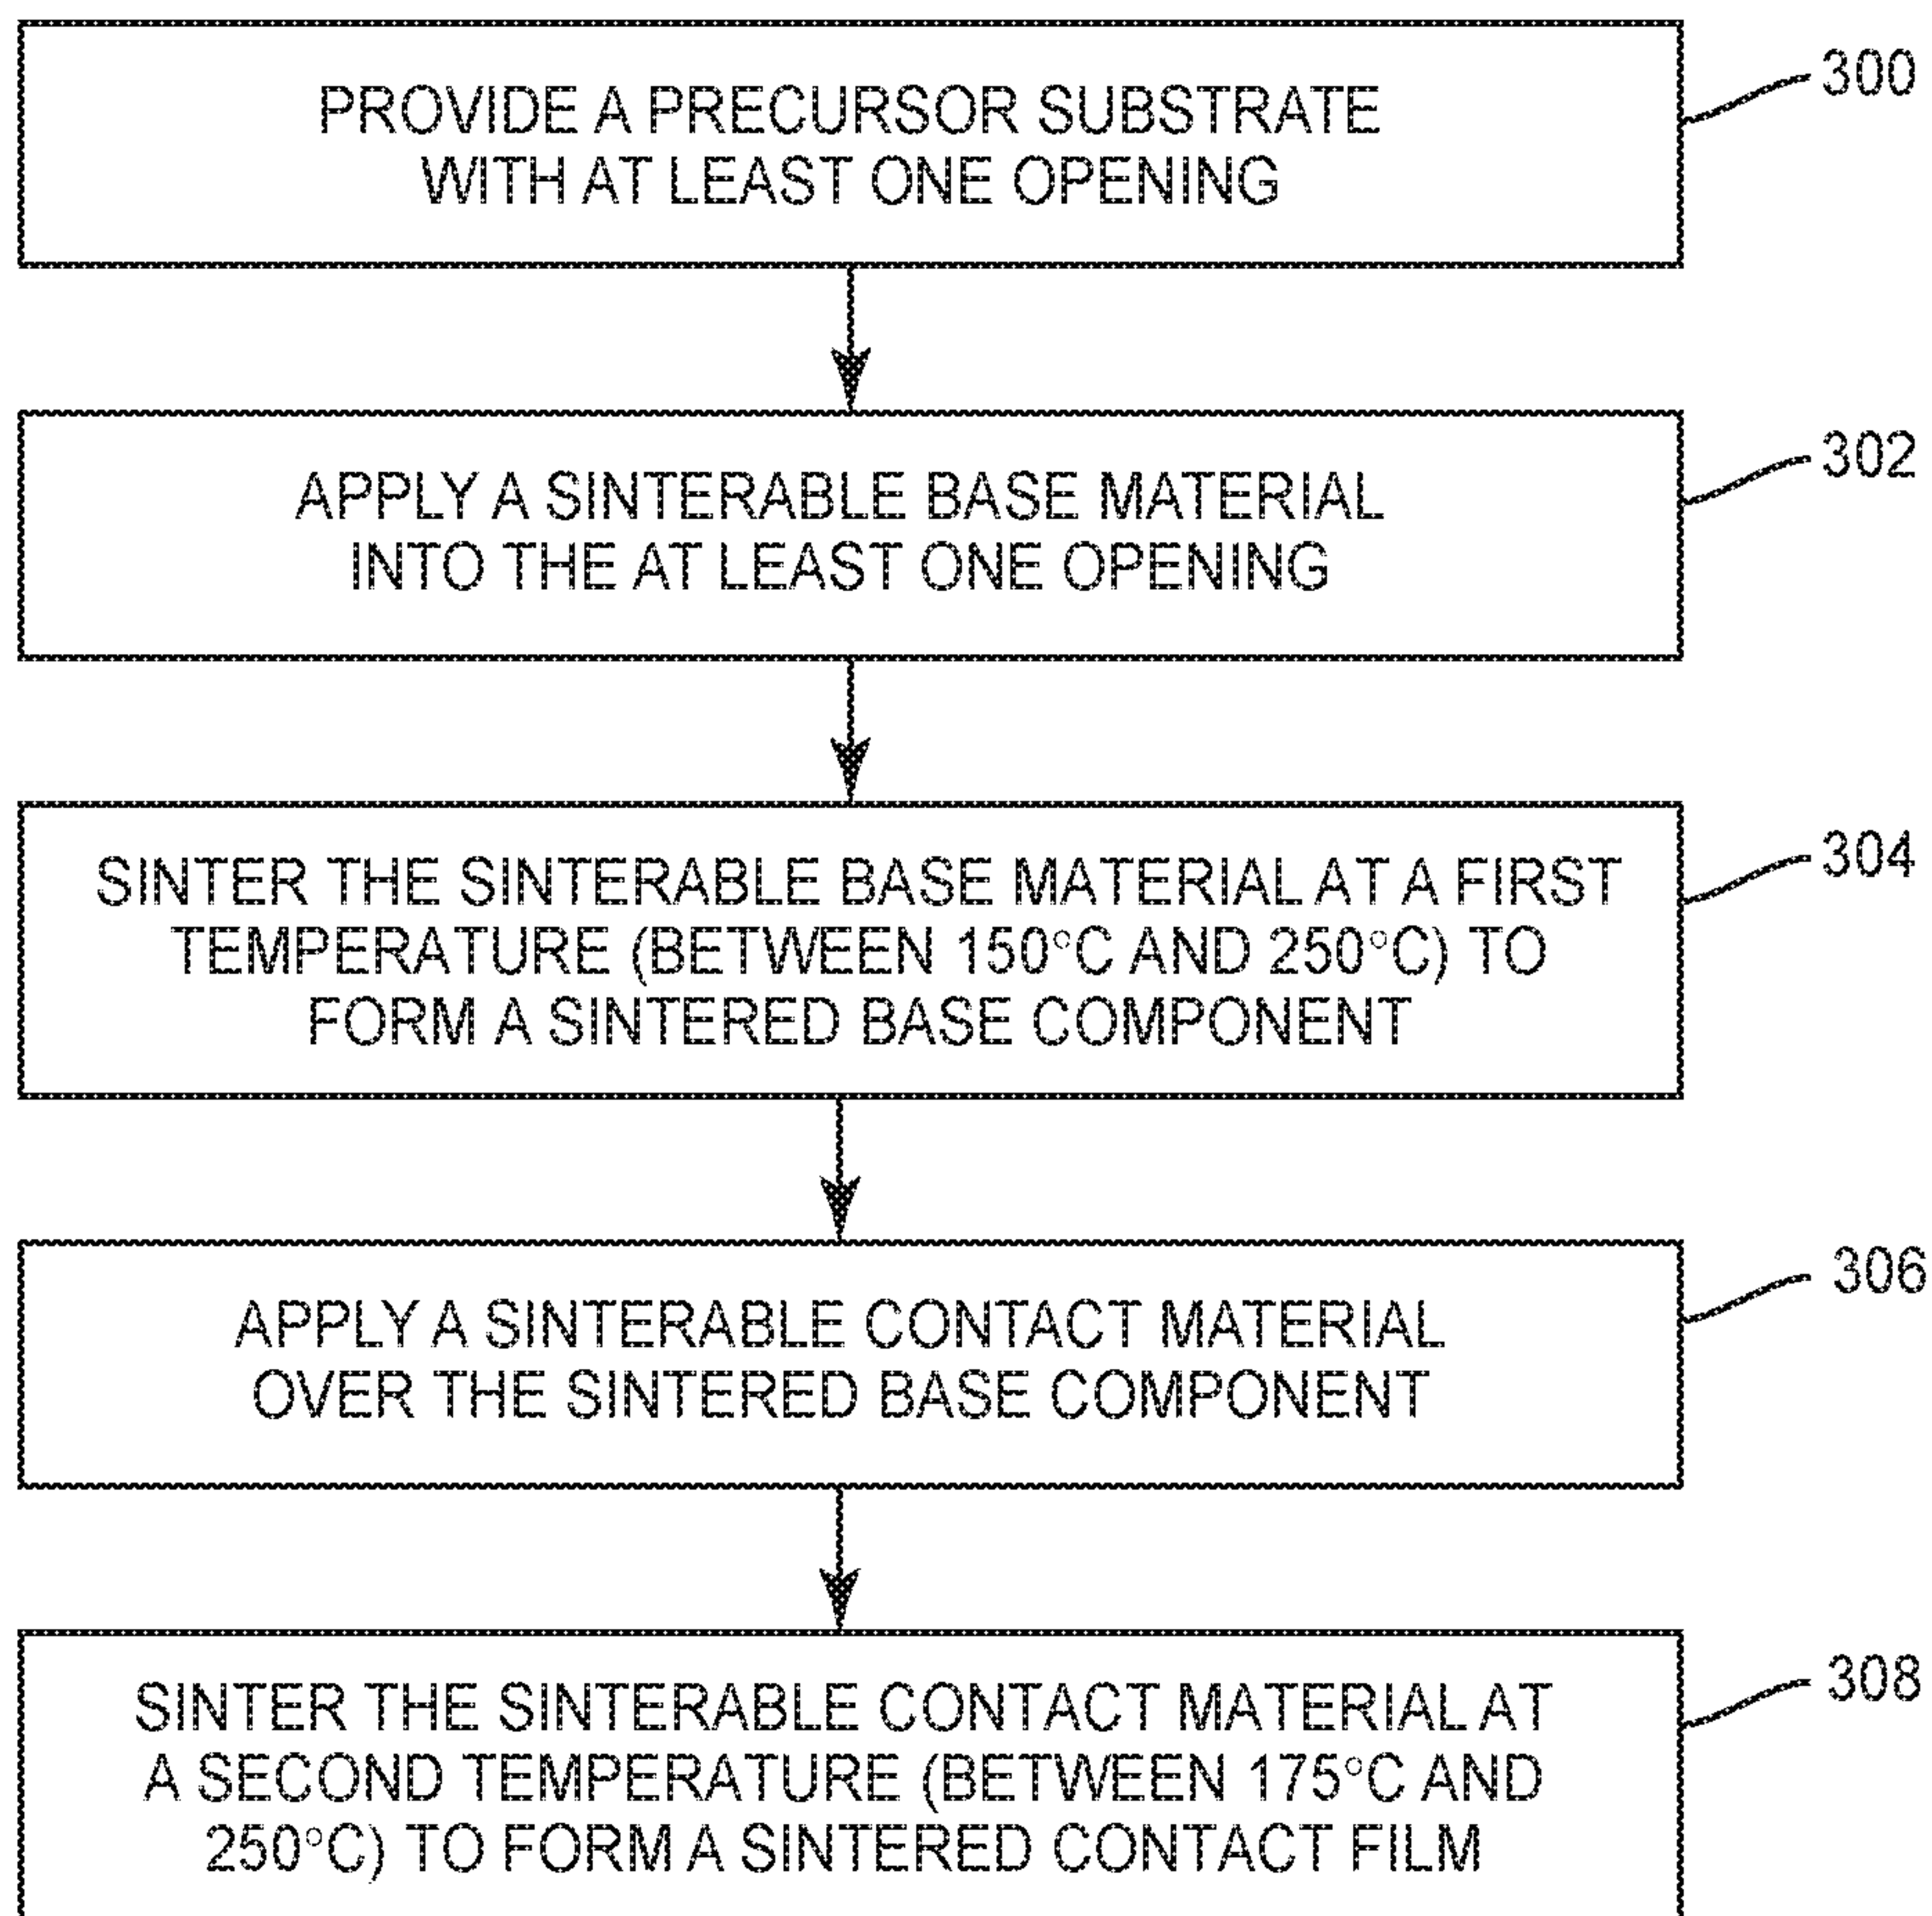 PROVIDE A PRECURSOR SUBSTRATE
WITH AT LEAST ONE OPENING
300
APPLY A SINTERABLE BASE MATERIAL
INTO THE AT LEAST ONE OPENING
302
SINTER THE SINTERABLE BASE MATERIAL AT A FIRST
TEMPERATURE (BETWEEN 150°C AND 250°C) TO
FORM A SINTERED BASE COMPONENT
304
APPLY A SINTERABLE CONTACT MATERIAL
OVER THE SINTERED BASE COMPONENT
306
SINTER THE SINTERABLE CONTACT MATERIAL AT
A SECOND TEMPERATURE (BETWEEN 175°C AND
250°C) TO FORM A SINTERED CONTACT FILM
308